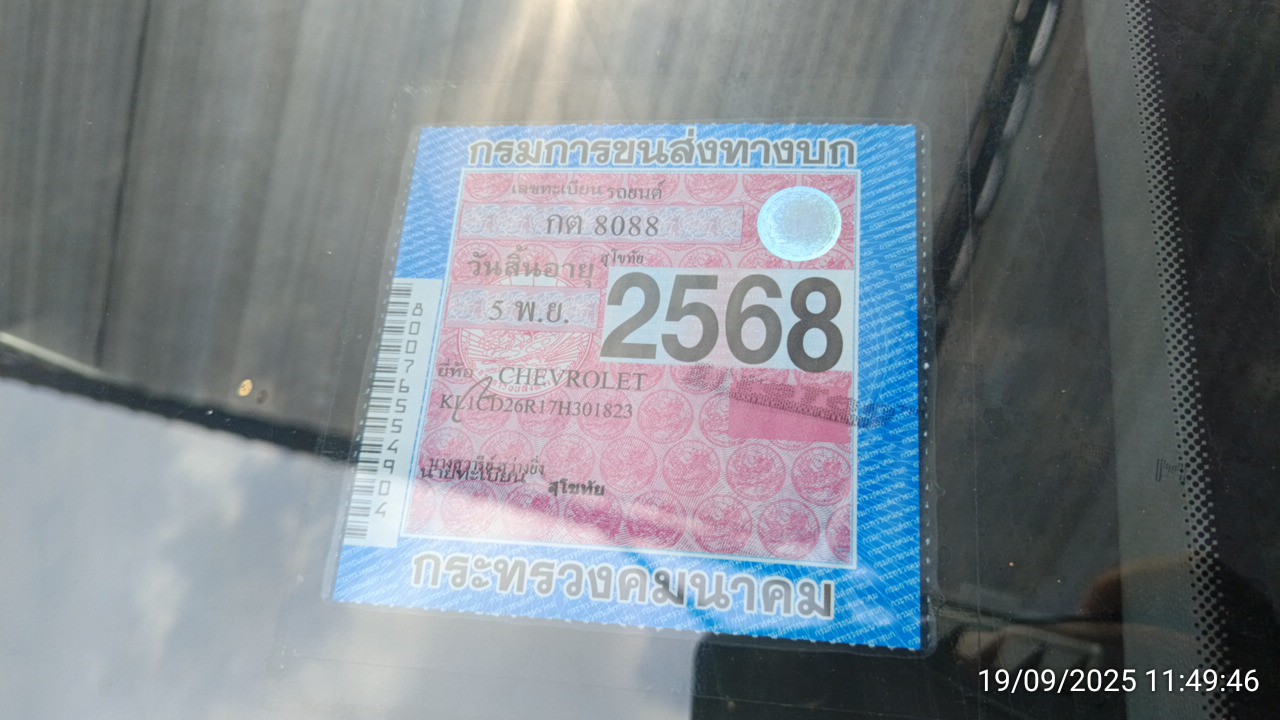 กรมการขนส่งทางบก
เลขทะเบียน รถยนต์
กต 8088
สุโขทัย
วันสิ้นอายุ
5 พ.ย.
2568
ยี่ห้อ CHEVROLET
KL1CD26R17H301823
นายทะเบียน สุโขทัย
กระทรวงคมนาคม
80076554904
19/09/2025 11:49:46